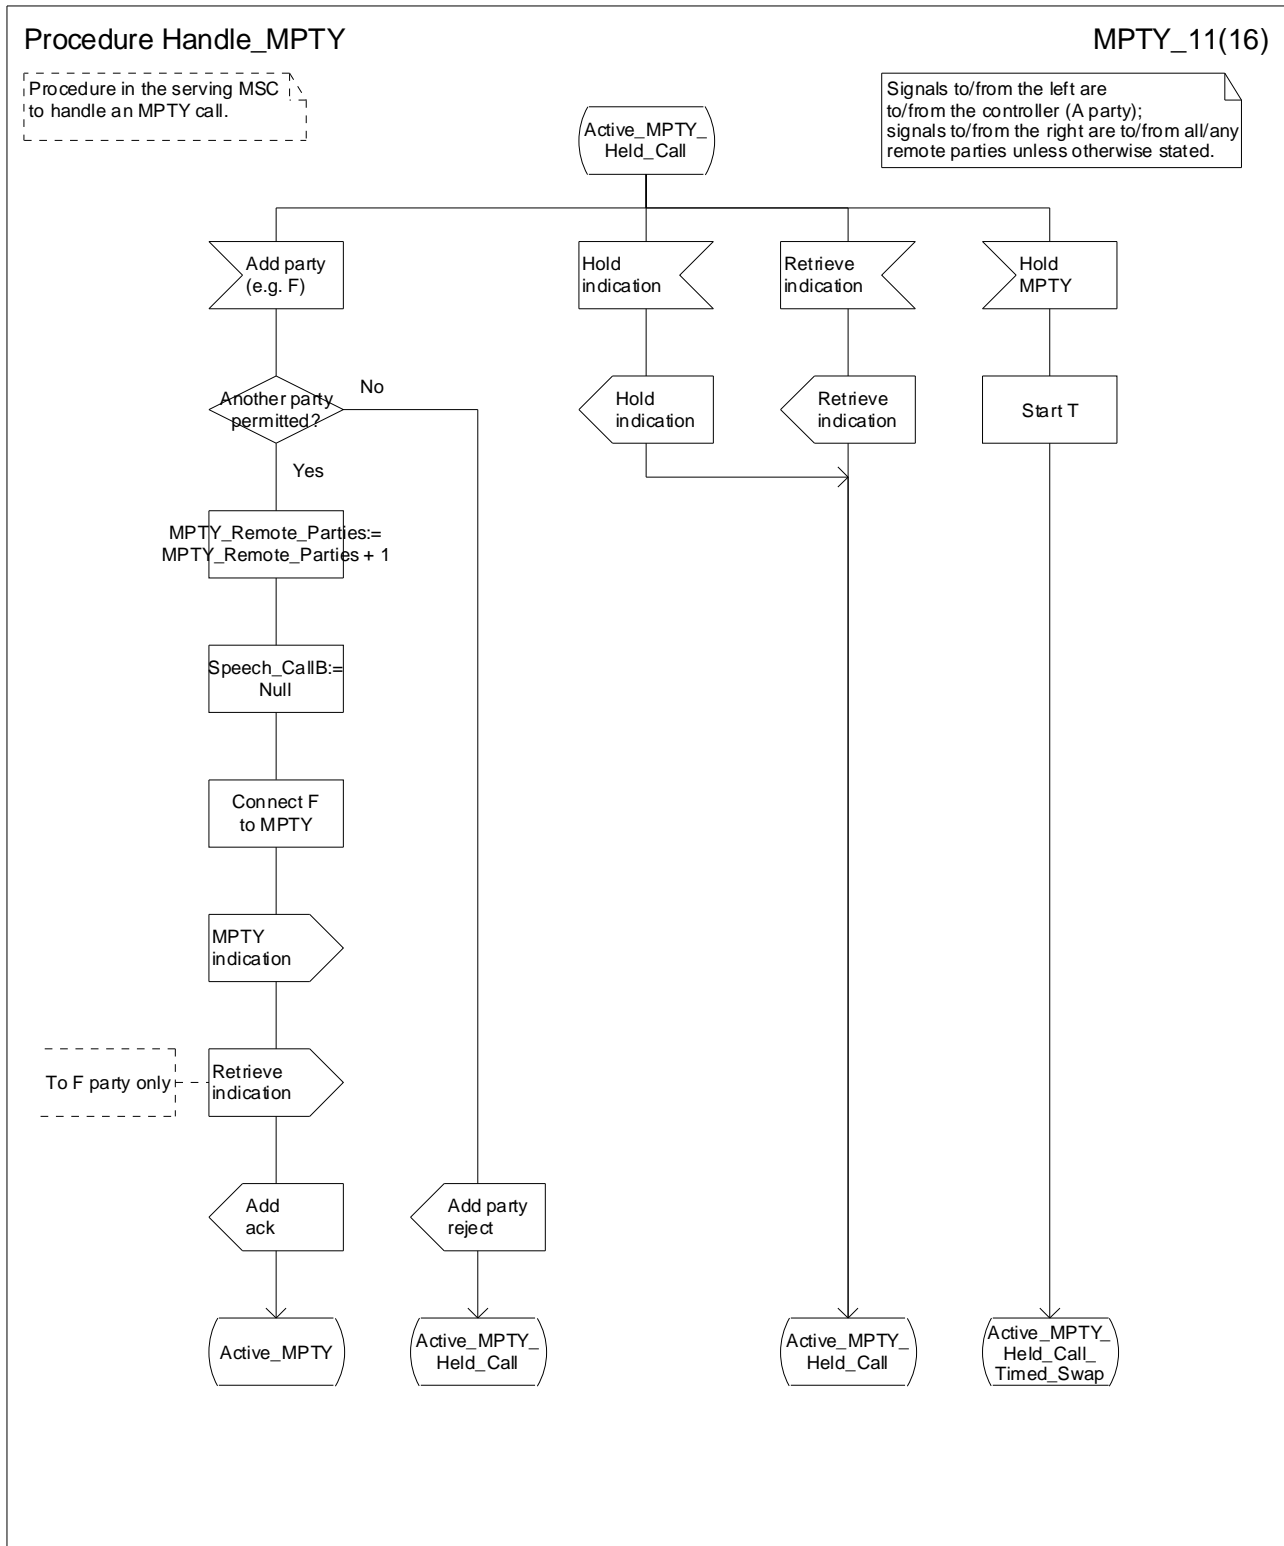 Procedure Handle_MPTY
MPTY_11(16)
Procedure in the serving MSC
to handle an MPTY call.
Signals to/from the left are
to/from the controller (A party);
signals to/from the right are to/from all/any
remote parties unless otherwise stated.
Active_MPTY_
Held_Call
Add party
(e.g. F)
Hold
indication
Retrieve
indication
Hold
MPTY
Another party
permitted?
No
Yes
Hold
indication
Retrieve
indication
Start T
MPTY_Remote_Parties:=
MPTY_Remote_Parties + 1
Speech_CallB:=
Null
Connect F
to MPTY
MPTY
indication
To F party only
Retrieve
indication
Add
ack
Add party
reject
Active_MPTY
Active_MPTY_
Held_Call
Active_MPTY_
Held_Call
Active_MPTY_
Held_Call_
Timed_Swap